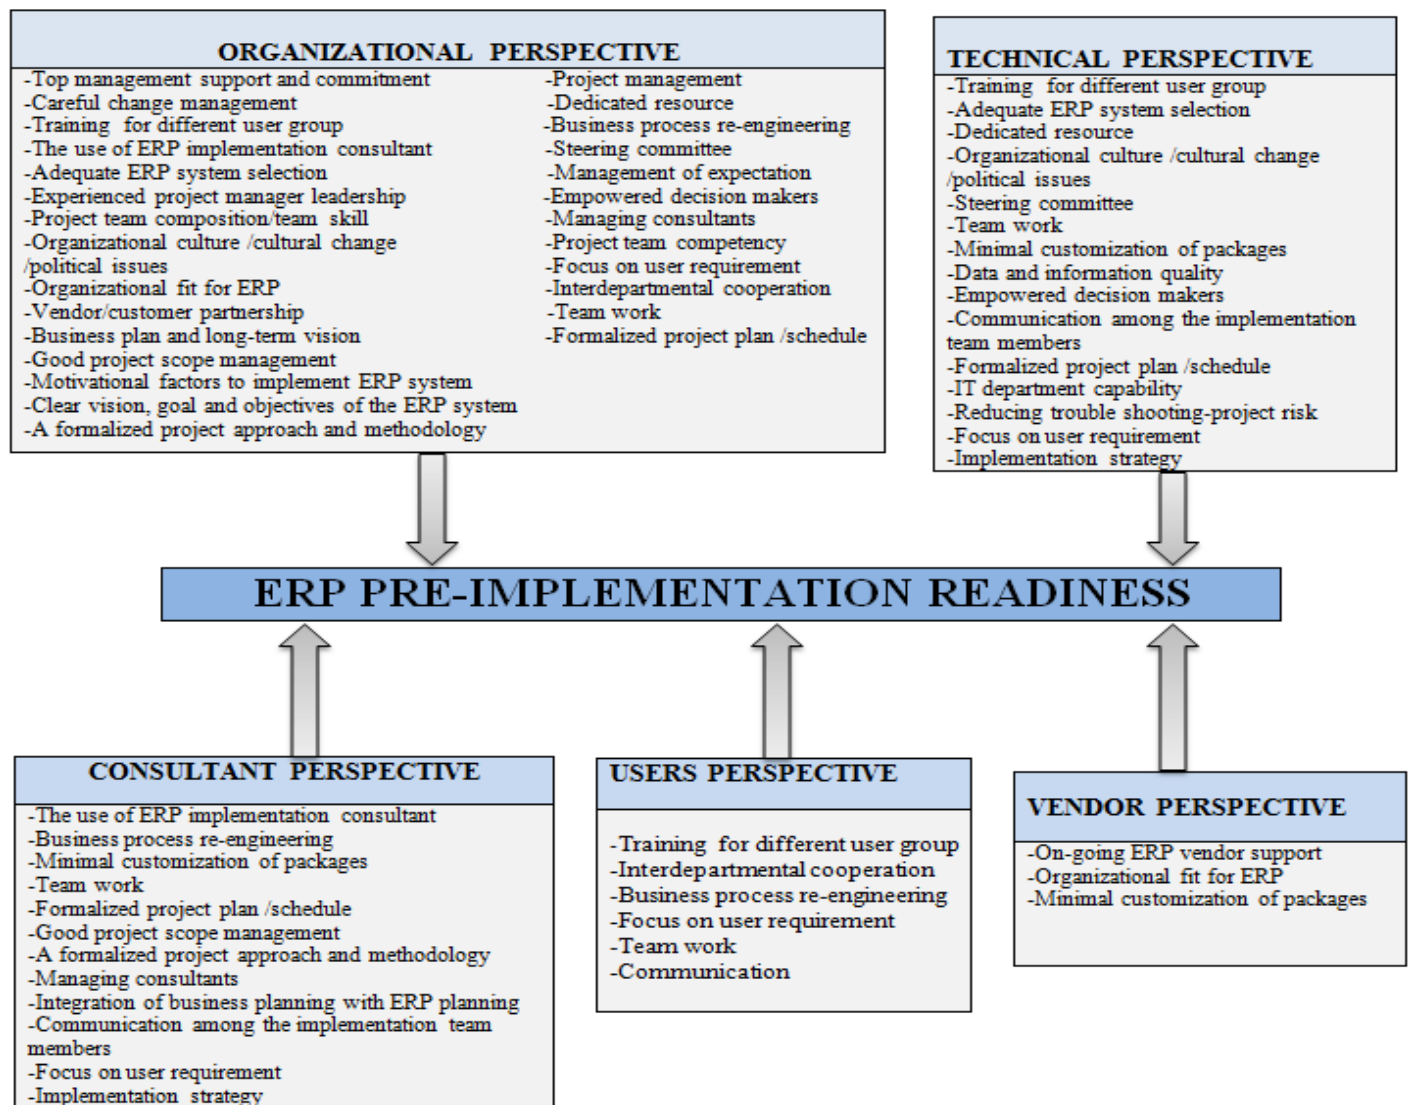 ORGANIZATIONAL PERSPECTIVE
-Top management support and commitment
-Careful change management
-Training for different user group
-The use of ERP implementation consultant
-Adequate ERP system selection
-Experienced project manager leadership
-Project team composition/team skill
-Organizational culture /cultural change
/political issues
-Organizational fit for ERP
-Vendor/customer partnership
-Business plan and long-term vision
-Good project scope management
-Motivational factors to implement ERP system
-Clear vision, goal and objectives of the ERP system
-A formalized project approach and methodology
-Project management
-Dedicated resource
-Business process re-engineering
-Steering committee
-Management of expectation
-Empowered decision makers
-Managing consultants
-Project team competency
-Focus on user requirement
-Interdepartmental cooperation
-Team work
-Formalized project plan /schedule
TECHNICAL PERSPECTIVE
-Training for different user group
-Adequate ERP system selection
-Dedicated resource
-Organizational culture /cultural change
/political issues
-Steering committee
-Team work
-Minimal customization of packages
-Data and information quality
-Empowered decision makers
-Communication among the implementation
team members
-Formalized project plan /schedule
-IT department capability
-Reducing trouble shooting-project risk
-Focus on user requirement
-Implementation strategy
ERP PRE-IMPLEMENTATION READINESS
CONSULTANT PERSPECTIVE
-The use of ERP implementation consultant
-Business process re-engineering
-Minimal customization of packages
-Team work
-Formalized project plan /schedule
-Good project scope management
-A formalized project approach and methodology
-Managing consultants
-Integration of business planning with ERP planning
-Communication among the implementation team
members
-Focus on user requirement
-Implementation strategy
USERS PERSPECTIVE
-Training for different user group
-Interdepartmental cooperation
-Business process re-engineering
-Focus on user requirement
-Team work
-Communication
VENDOR PERSPECTIVE
-On-going ERP vendor support
-Organizational fit for ERP
-Minimal customization of packages